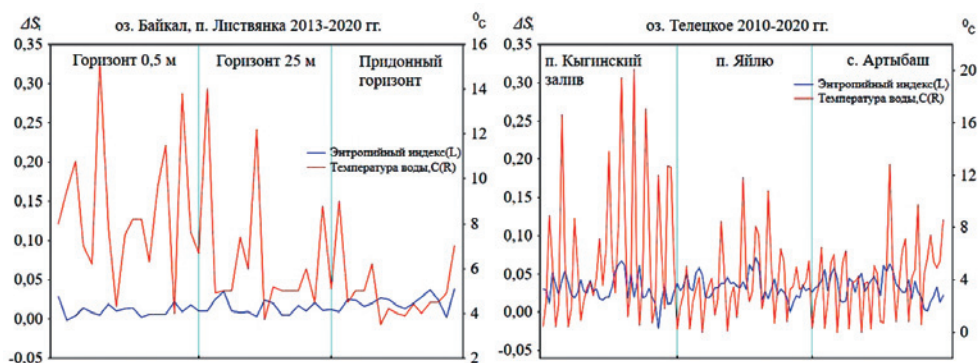 оз. Байкал, п. Листвянка 2013-2020 гг.
ΔSᵢ
°C
0,35
0,30
0,25
0,20
0,15
0,10
0,05
0,00
-0,05
Горизонт 0,5 м
Горизонт 25 м
Придонный
горизонт
Энтропийный индекс(L)
Температура воды,С(R)
16
14
12
10
8
6
4
2
оз. Телецкое 2010-2020 гг.
ΔSᵢ
°C
0,35
0,30
0,25
0,20
0,15
0,10
0,05
0,00
-0,05
п. Кыгинский
залив
п. Яйлю
с. Артыбаш
Энтропийный индекс(L)
Температура воды,С(R)
20
16
12
8
4
0